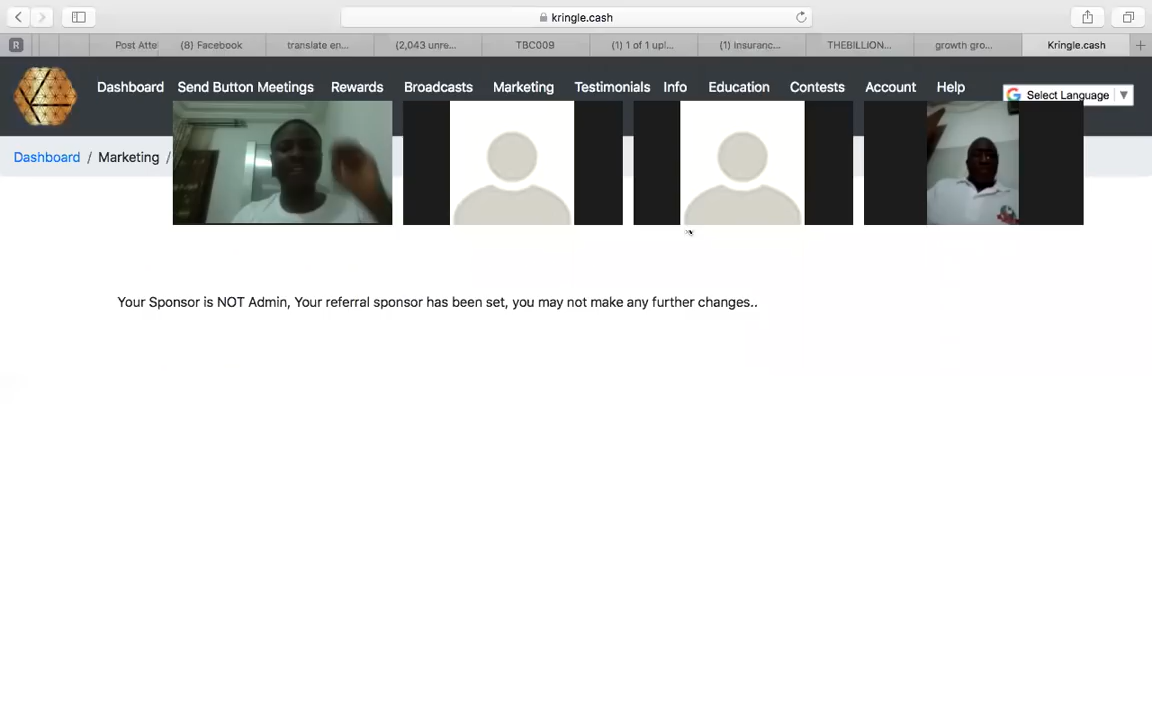 kringle.cash
R
Post Atte
(8) Facebook
translate en...
(2,043 unre...
TBC009
(1) 1 of 1 upl...
(1) Insuranc...
THEBILLION...
growth gro...
Kringle.cash
Dashboard
Send Button Meetings
Rewards
Broadcasts
Marketing
Testimonials
Info
Education
Contests
Account
Help
G Select Language ▼
Dashboard / Marketing /
Your Sponsor is NOT Admin, Your referral sponsor has been set, you may not make any further changes..